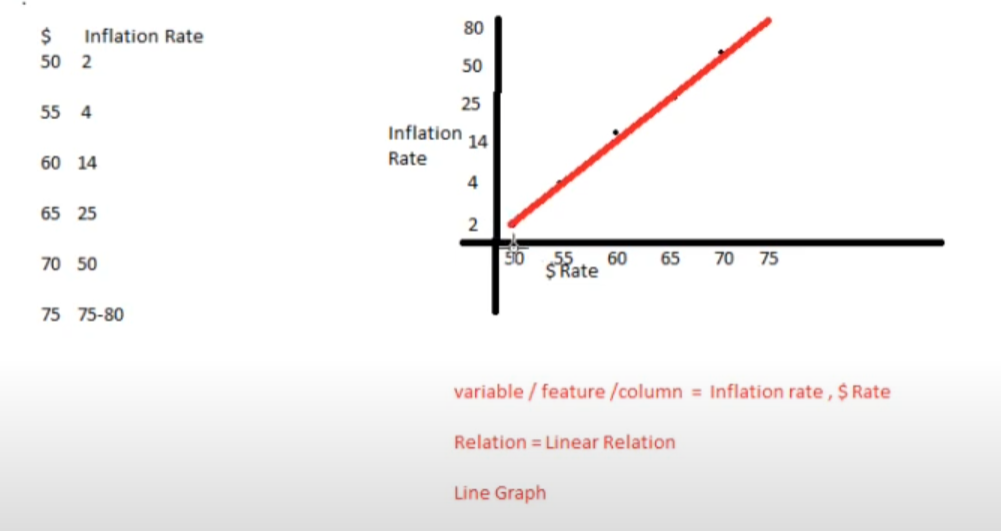 $ Inflation Rate
50 2
55 4
60 14
65 25
70 50
75 75-80
80
50
25
14
4
2
Inflation
Rate
50 55 60 65 70 75
$ Rate
variable / feature /column = Inflation rate , $ Rate
Relation = Linear Relation
Line Graph